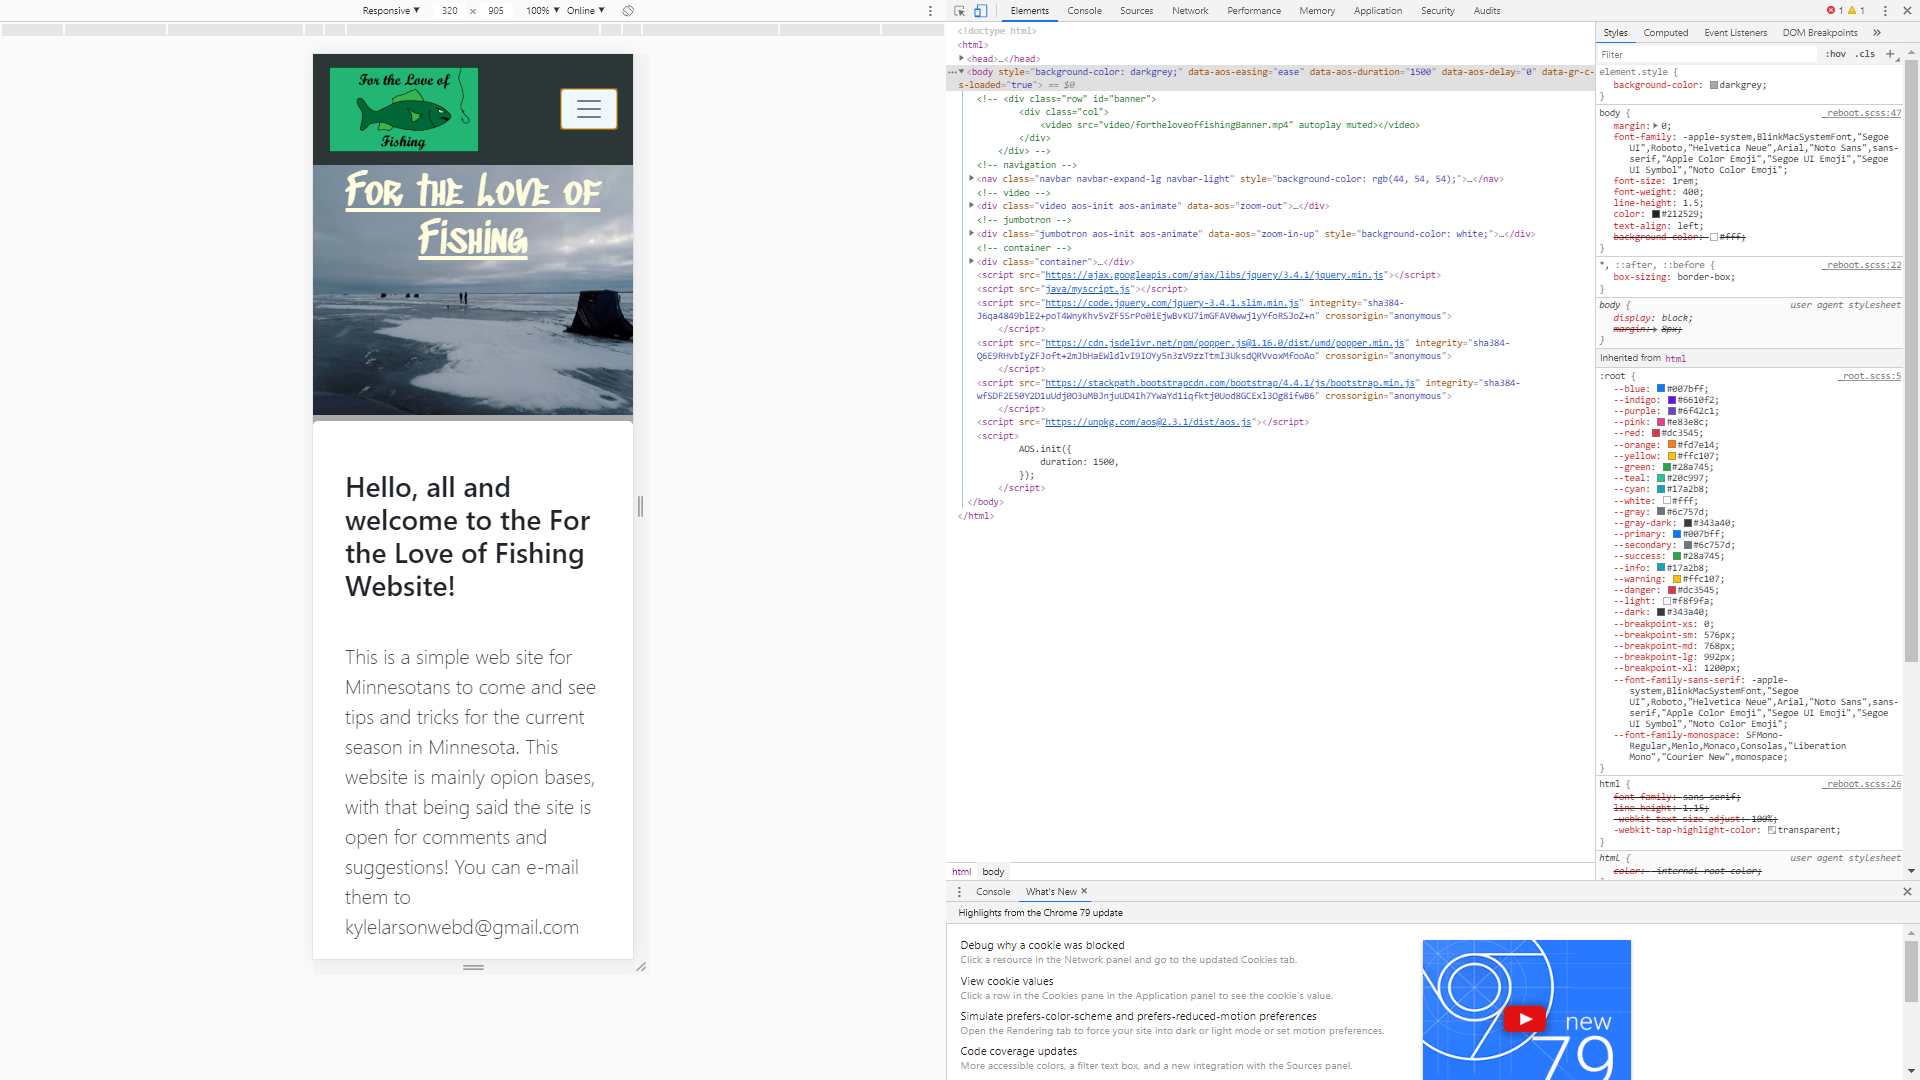 Responsive ▼ 320 × 905 100% ▼ Online ▼
For the Love of
Fishing
For the Love of
Fishing
Hello, all and
welcome to the For
the Love of Fishing
Website!
This is a simple web site for
Minnesotans to come and see
tips and tricks for the current
season in Minnesota. This
website is mainly opion bases,
with that being said the site is
open for comments and
suggestions! You can e-mail
them to
kylelarsonwebd@gmail.com
Elements Console Sources Network Performance Memory Application Security Audits 1 1
<!doctype html>
<html>
<head>…</head>
<body style="background-color: darkgrey;" data-aos-easing="ease" data-aos-duration="1500" data-aos-delay="0" data-gr-c-
s-loaded="true"> == $0
<!-- <div class="row" id="banner">
<div class="col">
<video src="video/fortheloveoffishingBanner.mp4" autoplay muted></video>
</div>
</div> -->
<!-- navigation -->
<nav class="navbar navbar-expand-lg navbar-light" style="background-color: rgb(44, 54, 54);">…</nav>
<!-- video -->
<div class="video aos-init aos-animate" data-aos="zoom-out">…</div>
<!-- jumbotron -->
<div class="jumbotron aos-init aos-animate" data-aos="zoom-in-up" style="background-color: white;">…</div>
<!-- container -->
<div class="container">…</div>
<script src="https://ajax.googleapis.com/ajax/libs/jquery/3.4.1/jquery.min.js"></script>
<script src="java/myscript.js"></script>
<script src="https://code.jquery.com/jquery-3.4.1.slim.min.js" integrity="sha384-
J6qa4849blE2+poT4WnyKhv5vZF5SrPo0iEjwBvKU7imGFAV0wwj1yYfoRSJoZ+n" crossorigin="anonymous">
</script>
<script src="https://cdn.jsdelivr.net/npm/popper.js@1.16.0/dist/umd/popper.min.js" integrity="sha384-
Q6E9RHvbIyZFJoft+2mJbHaEWldlvI9IOYy5n3zV9zzTtmI3UksdQRVvoxMfooAo" crossorigin="anonymous">
</script>
<script src="https://stackpath.bootstrapcdn.com/bootstrap/4.4.1/js/bootstrap.min.js" integrity="sha384-
wfSDF2E50Y2D1uUdj0O3uMBJnjuUD4Ih7YwaYd1iqfktj0Uod8GCExl3Og8ifwB6" crossorigin="anonymous">
</script>
<script src="https://unpkg.com/aos@2.3.1/dist/aos.js"></script>
<script>
AOS.init({
duration: 1500,
});
</script>
</body>
</html>
html body
Styles Computed Event Listeners DOM Breakpoints »
Filter :hov .cls +
element.style {
background-color: darkgrey;
}
body { _reboot.scss:47
margin: 0;
font-family: -apple-system,BlinkMacSystemFont,"Segoe
UI",Roboto,"Helvetica Neue",Arial,"Noto Sans",sans-
serif,"Apple Color Emoji","Segoe UI Emoji","Segoe
UI Symbol","Noto Color Emoji";
font-size: 1rem;
font-weight: 400;
line-height: 1.5;
color: #212529;
text-align: left;
background-color: #fff;
}
*, ::after, ::before { _reboot.scss:22
box-sizing: border-box;
}
body { user agent stylesheet
display: block;
margin: 8px;
}
Inherited from html
:root { _root.scss:5
--blue: #007bff;
--indigo: #6610f2;
--purple: #6f42c1;
--pink: #e83e8c;
--red: #dc3545;
--orange: #fd7e14;
--yellow: #ffc107;
--green: #28a745;
--teal: #20c997;
--cyan: #17a2b8;
--white: #fff;
--gray: #6c757d;
--gray-dark: #343a40;
--primary: #007bff;
--secondary: #6c757d;
--success: #28a745;
--info: #17a2b8;
--warning: #ffc107;
--danger: #dc3545;
--light: #f8f9fa;
--dark: #343a40;
--breakpoint-xs: 0;
--breakpoint-sm: 576px;
--breakpoint-md: 768px;
--breakpoint-lg: 992px;
--breakpoint-xl: 1200px;
--font-family-sans-serif: -apple-
system,BlinkMacSystemFont,"Segoe
UI",Roboto,"Helvetica Neue",Arial,"Noto Sans",sans-
serif,"Apple Color Emoji","Segoe UI Emoji","Segoe
UI Symbol","Noto Color Emoji";
--font-family-monospace: SFMono-
Regular,Menlo,Monaco,Consolas,"Liberation
Mono","Courier New",monospace;
}
html { _reboot.scss:26
font-family: sans-serif;
line-height: 1.15;
-webkit-text-size-adjust: 100%;
-webkit-tap-highlight-color: transparent;
}
html { user agent stylesheet
color: -internal-root-color;
Console What's New ×
Highlights from the Chrome 79 update
Debug why a cookie was blocked
Click a resource in the Network panel and go to the updated Cookies tab.
View cookie values
Click a row in the Cookies pane in the Application panel to see the cookie's value.
Simulate prefers-color-scheme and prefers-reduced-motion preferences
Open the Rendering tab to force your site into dark or light mode or set motion preferences.
Code coverage updates
More accessible colors, a filter text box, and a new integration with the Sources panel.
new
79